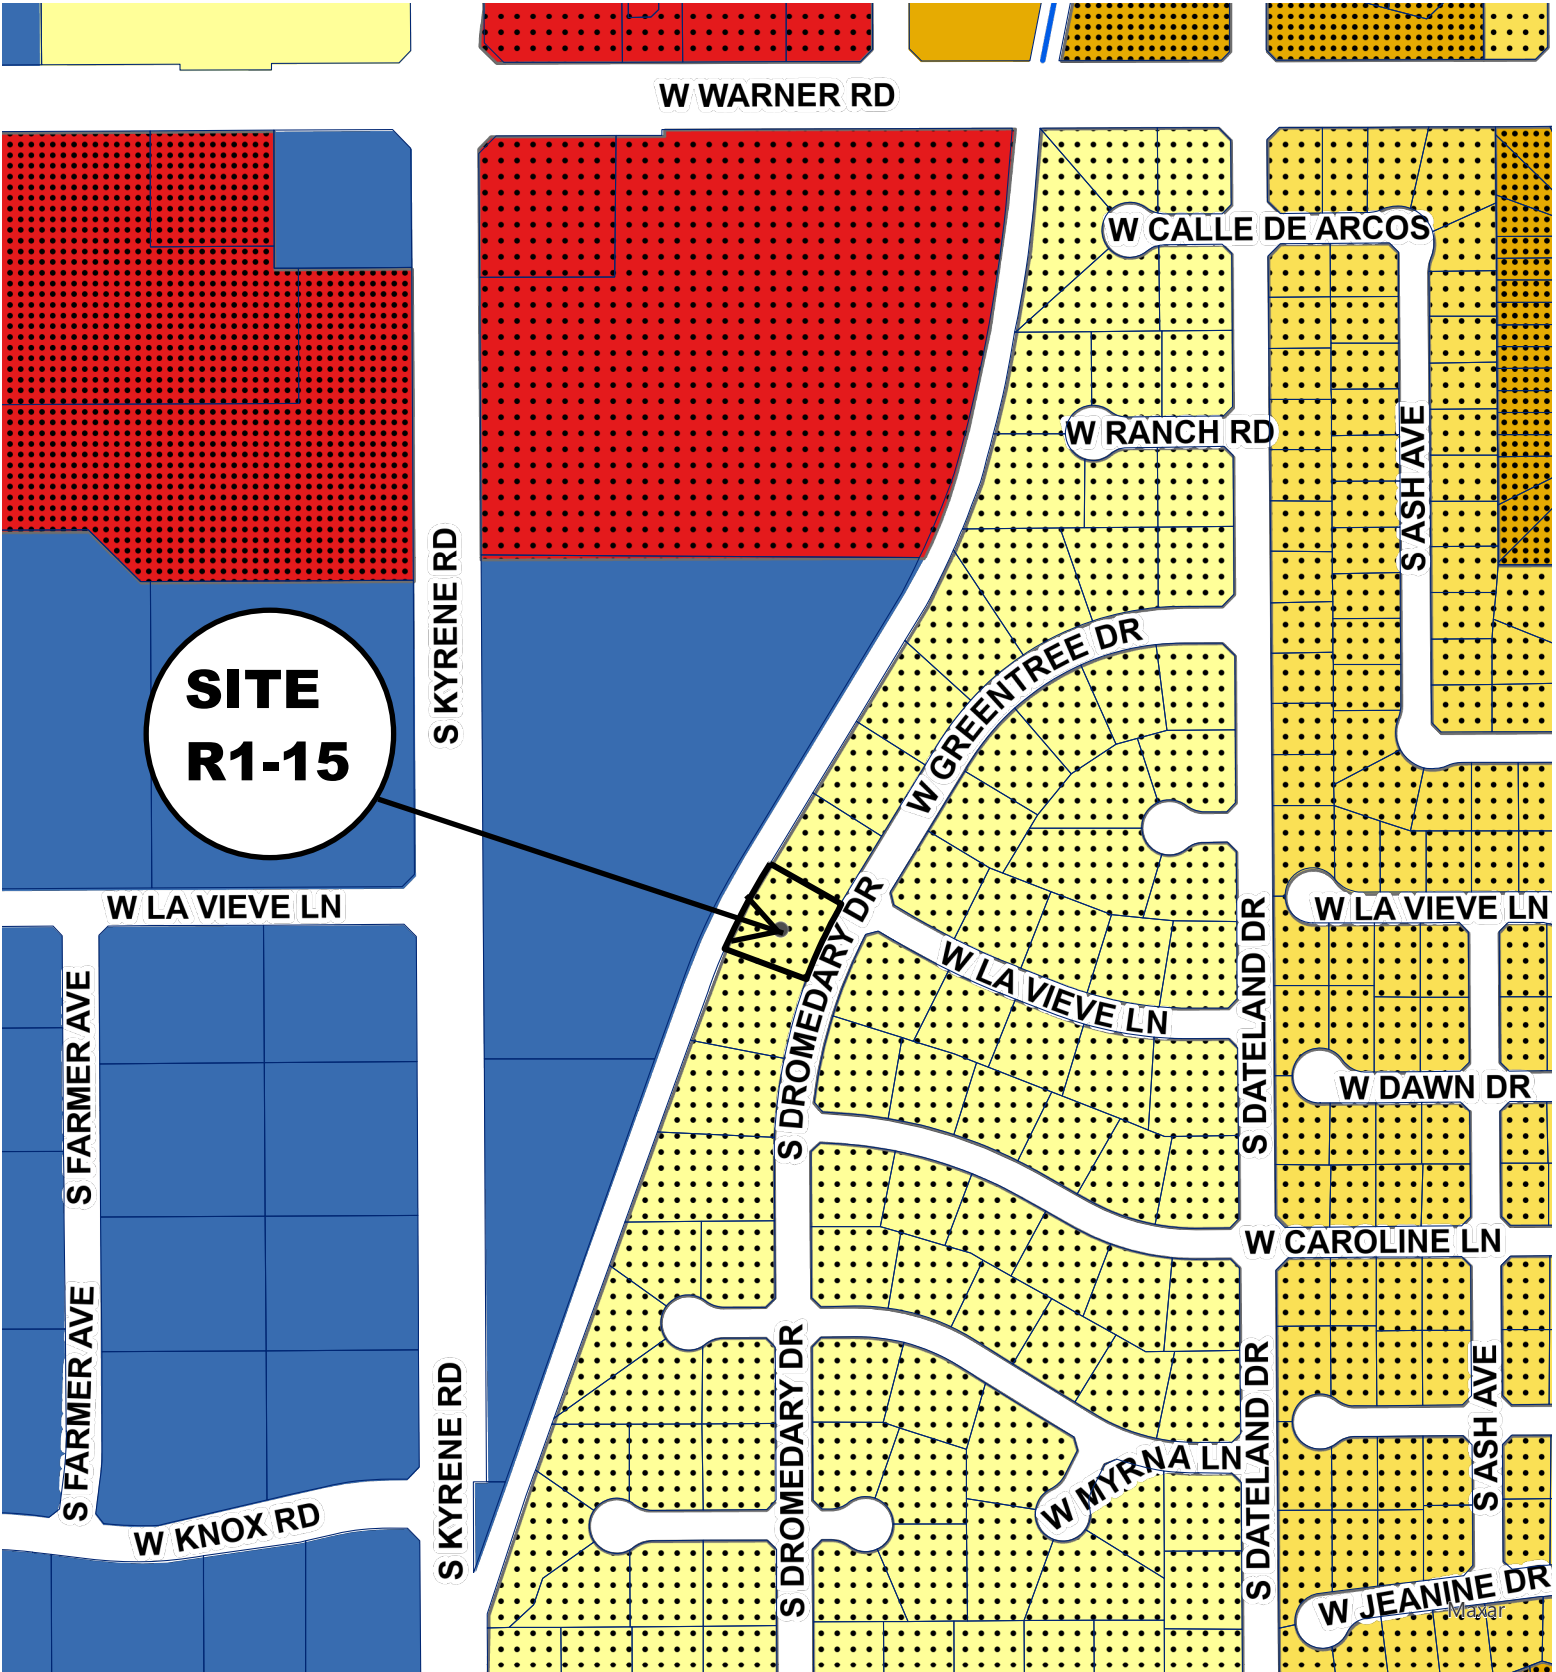 W WARNER RD
W CALLE DE ARCOS
W RANCH RD
S ASH AVE
S KYRENE RD
W GREENTREE DR
SITE
R1-15
W LA VIEVE LN
W LA VIEVE LN
S DROMEDARY DR
W LA VIEVE LN
S DATELAND DR
S FARMER AVE
W DAWN DR
W CAROLINE LN
S FARMER AVE
S KYRENE RD
S DROMEDARY DR
S DATELAND DR
S ASH AVE
W MYRNA LN
W KNOX RD
W JEANINE DR
Maxar